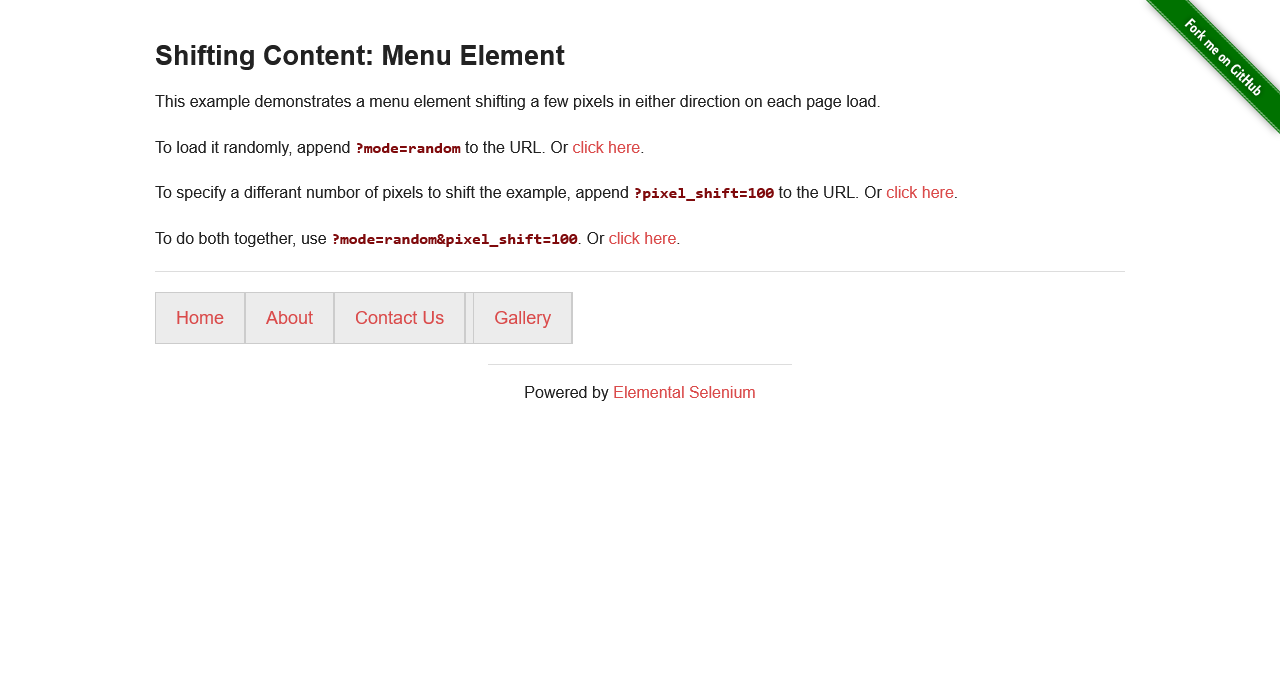 Fork me on GitHub
Shifting Content: Menu Element
This example demonstrates a menu element shifting a few pixels in either direction on each page load.
To load it randomly, append ?mode=random to the URL. Or click here.
To specify a differant numbor of pixels to shift the example, append ?pixel_shift=100 to the URL. Or click here.
To do both together, use ?mode=random&pixel_shift=100. Or click here.
Home About Contact Us Gallery
Powered by Elemental Selenium